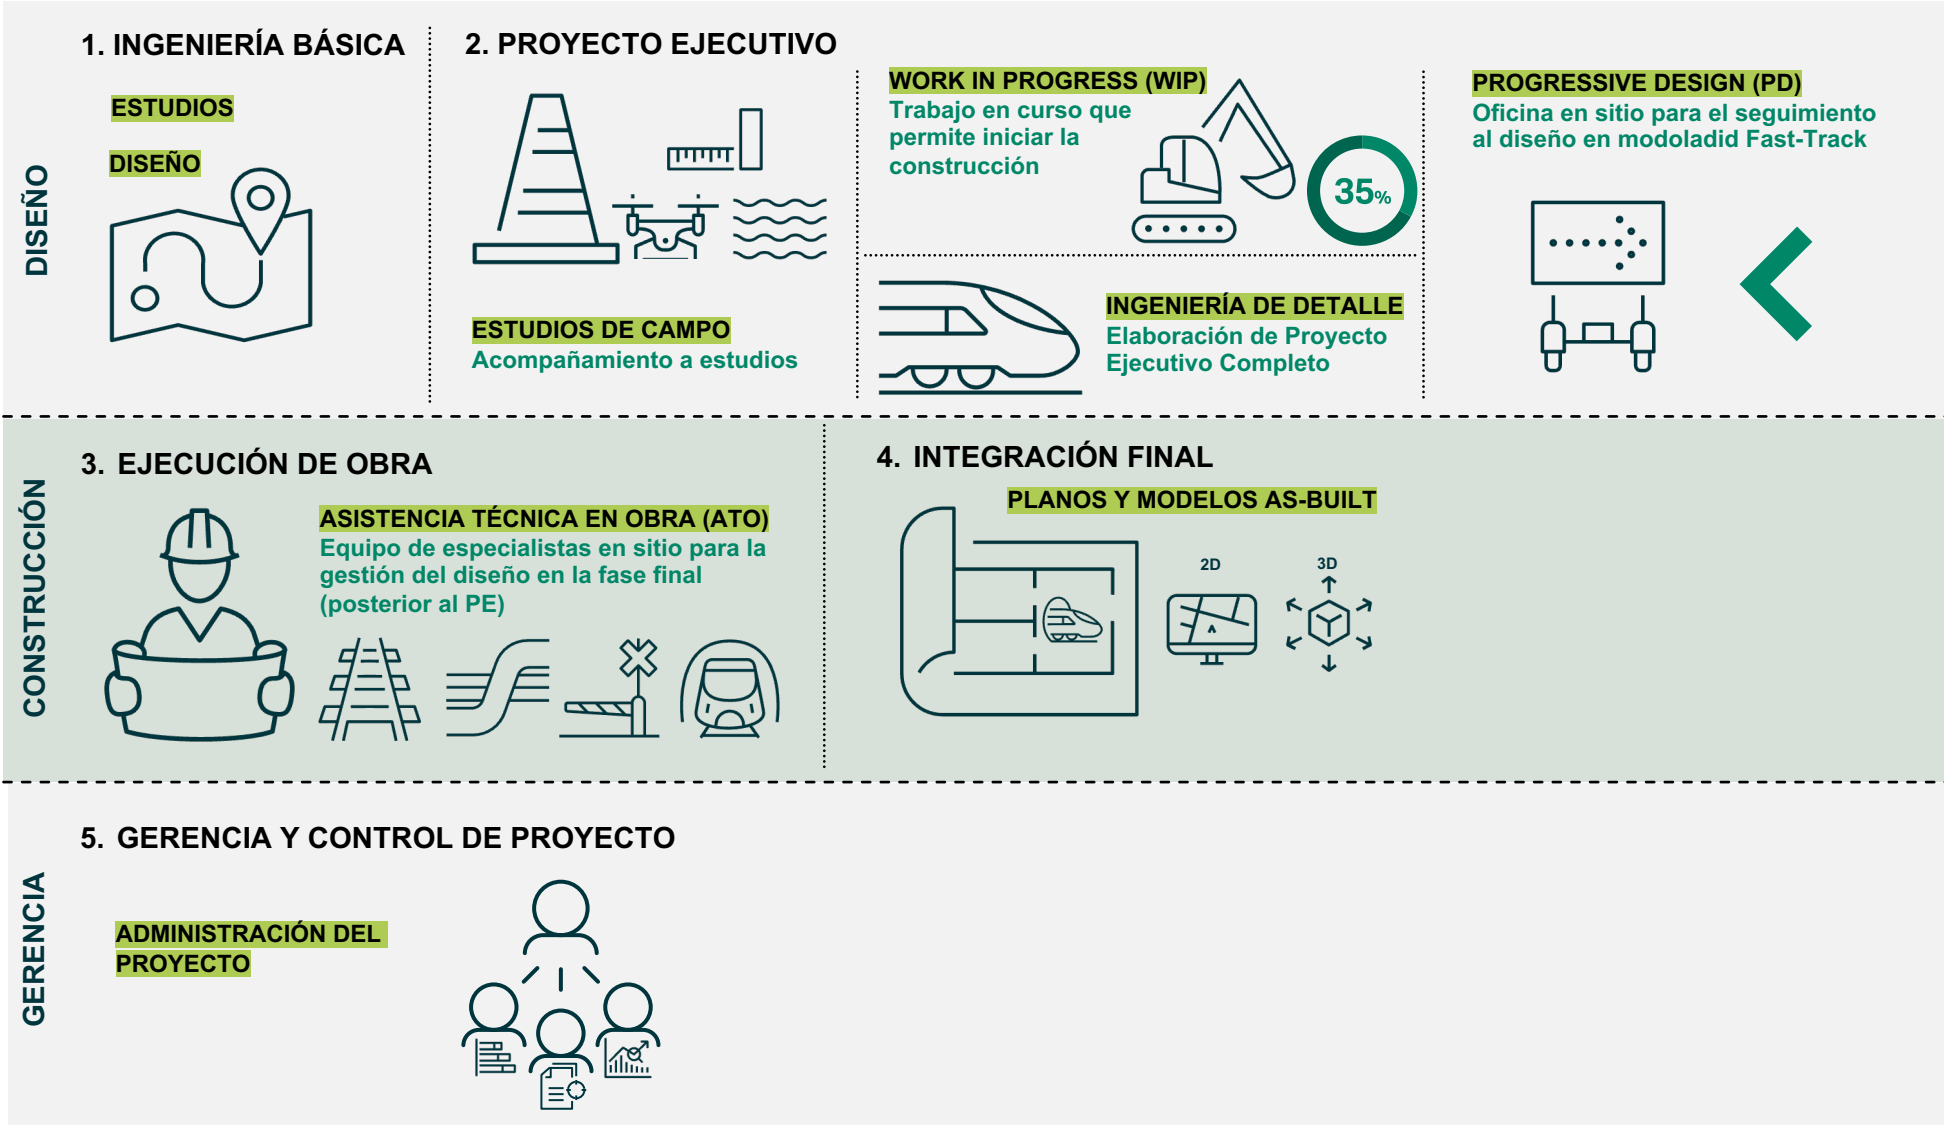 DISEÑO
1. INGENIERÍA BÁSICA
ESTUDIOS
DISEÑO
2. PROYECTO EJECUTIVO
ESTUDIOS DE CAMPO
Acompañamiento a estudios
WORK IN PROGRESS (WIP)
Trabajo en curso que
permite iniciar la
construcción
35%
INGENIERÍA DE DETALLE
Elaboración de Proyecto
Ejecutivo Completo
PROGRESSIVE DESIGN (PD)
Oficina en sitio para el seguimiento
al diseño en modoladid Fast-Track
CONSTRUCCIÓN
3. EJECUCIÓN DE OBRA
ASISTENCIA TÉCNICA EN OBRA (ATO)
Equipo de especialistas en sitio para la
gestión del diseño en la fase final
(posterior al PE)
4. INTEGRACIÓN FINAL
PLANOS Y MODELOS AS-BUILT
2D
3D
GERENCIA
5. GERENCIA Y CONTROL DE PROYECTO
ADMINISTRACIÓN DEL
PROYECTO